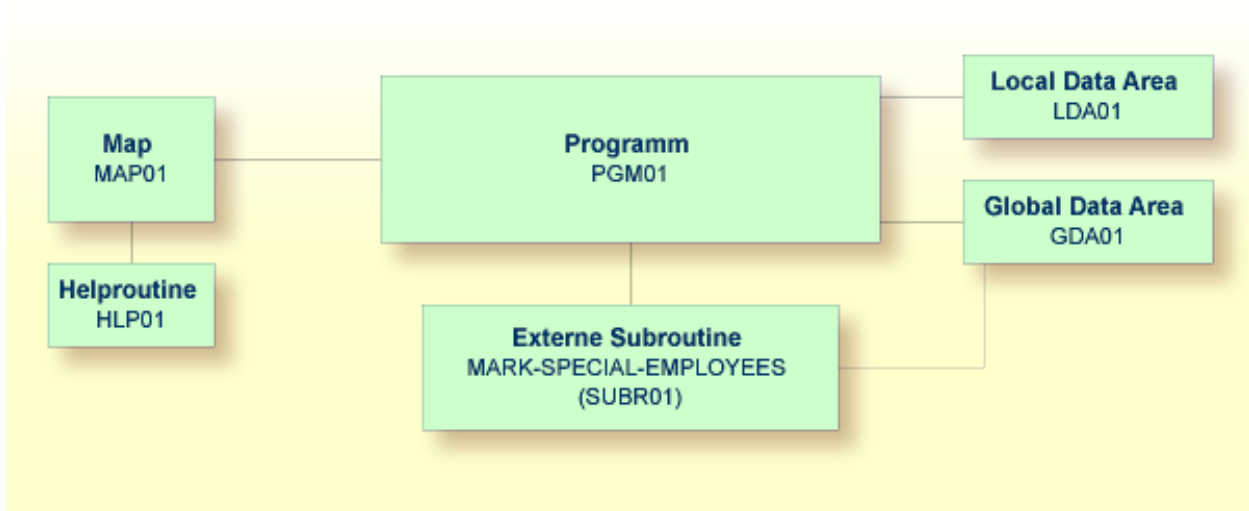 Map
MAP01
Helproutine
HLP01
Programm
PGM01
Externe Subroutine
MARK-SPECIAL-EMPLOYEES
(SUBR01)
Local Data Area
LDA01
Global Data Area
GDA01